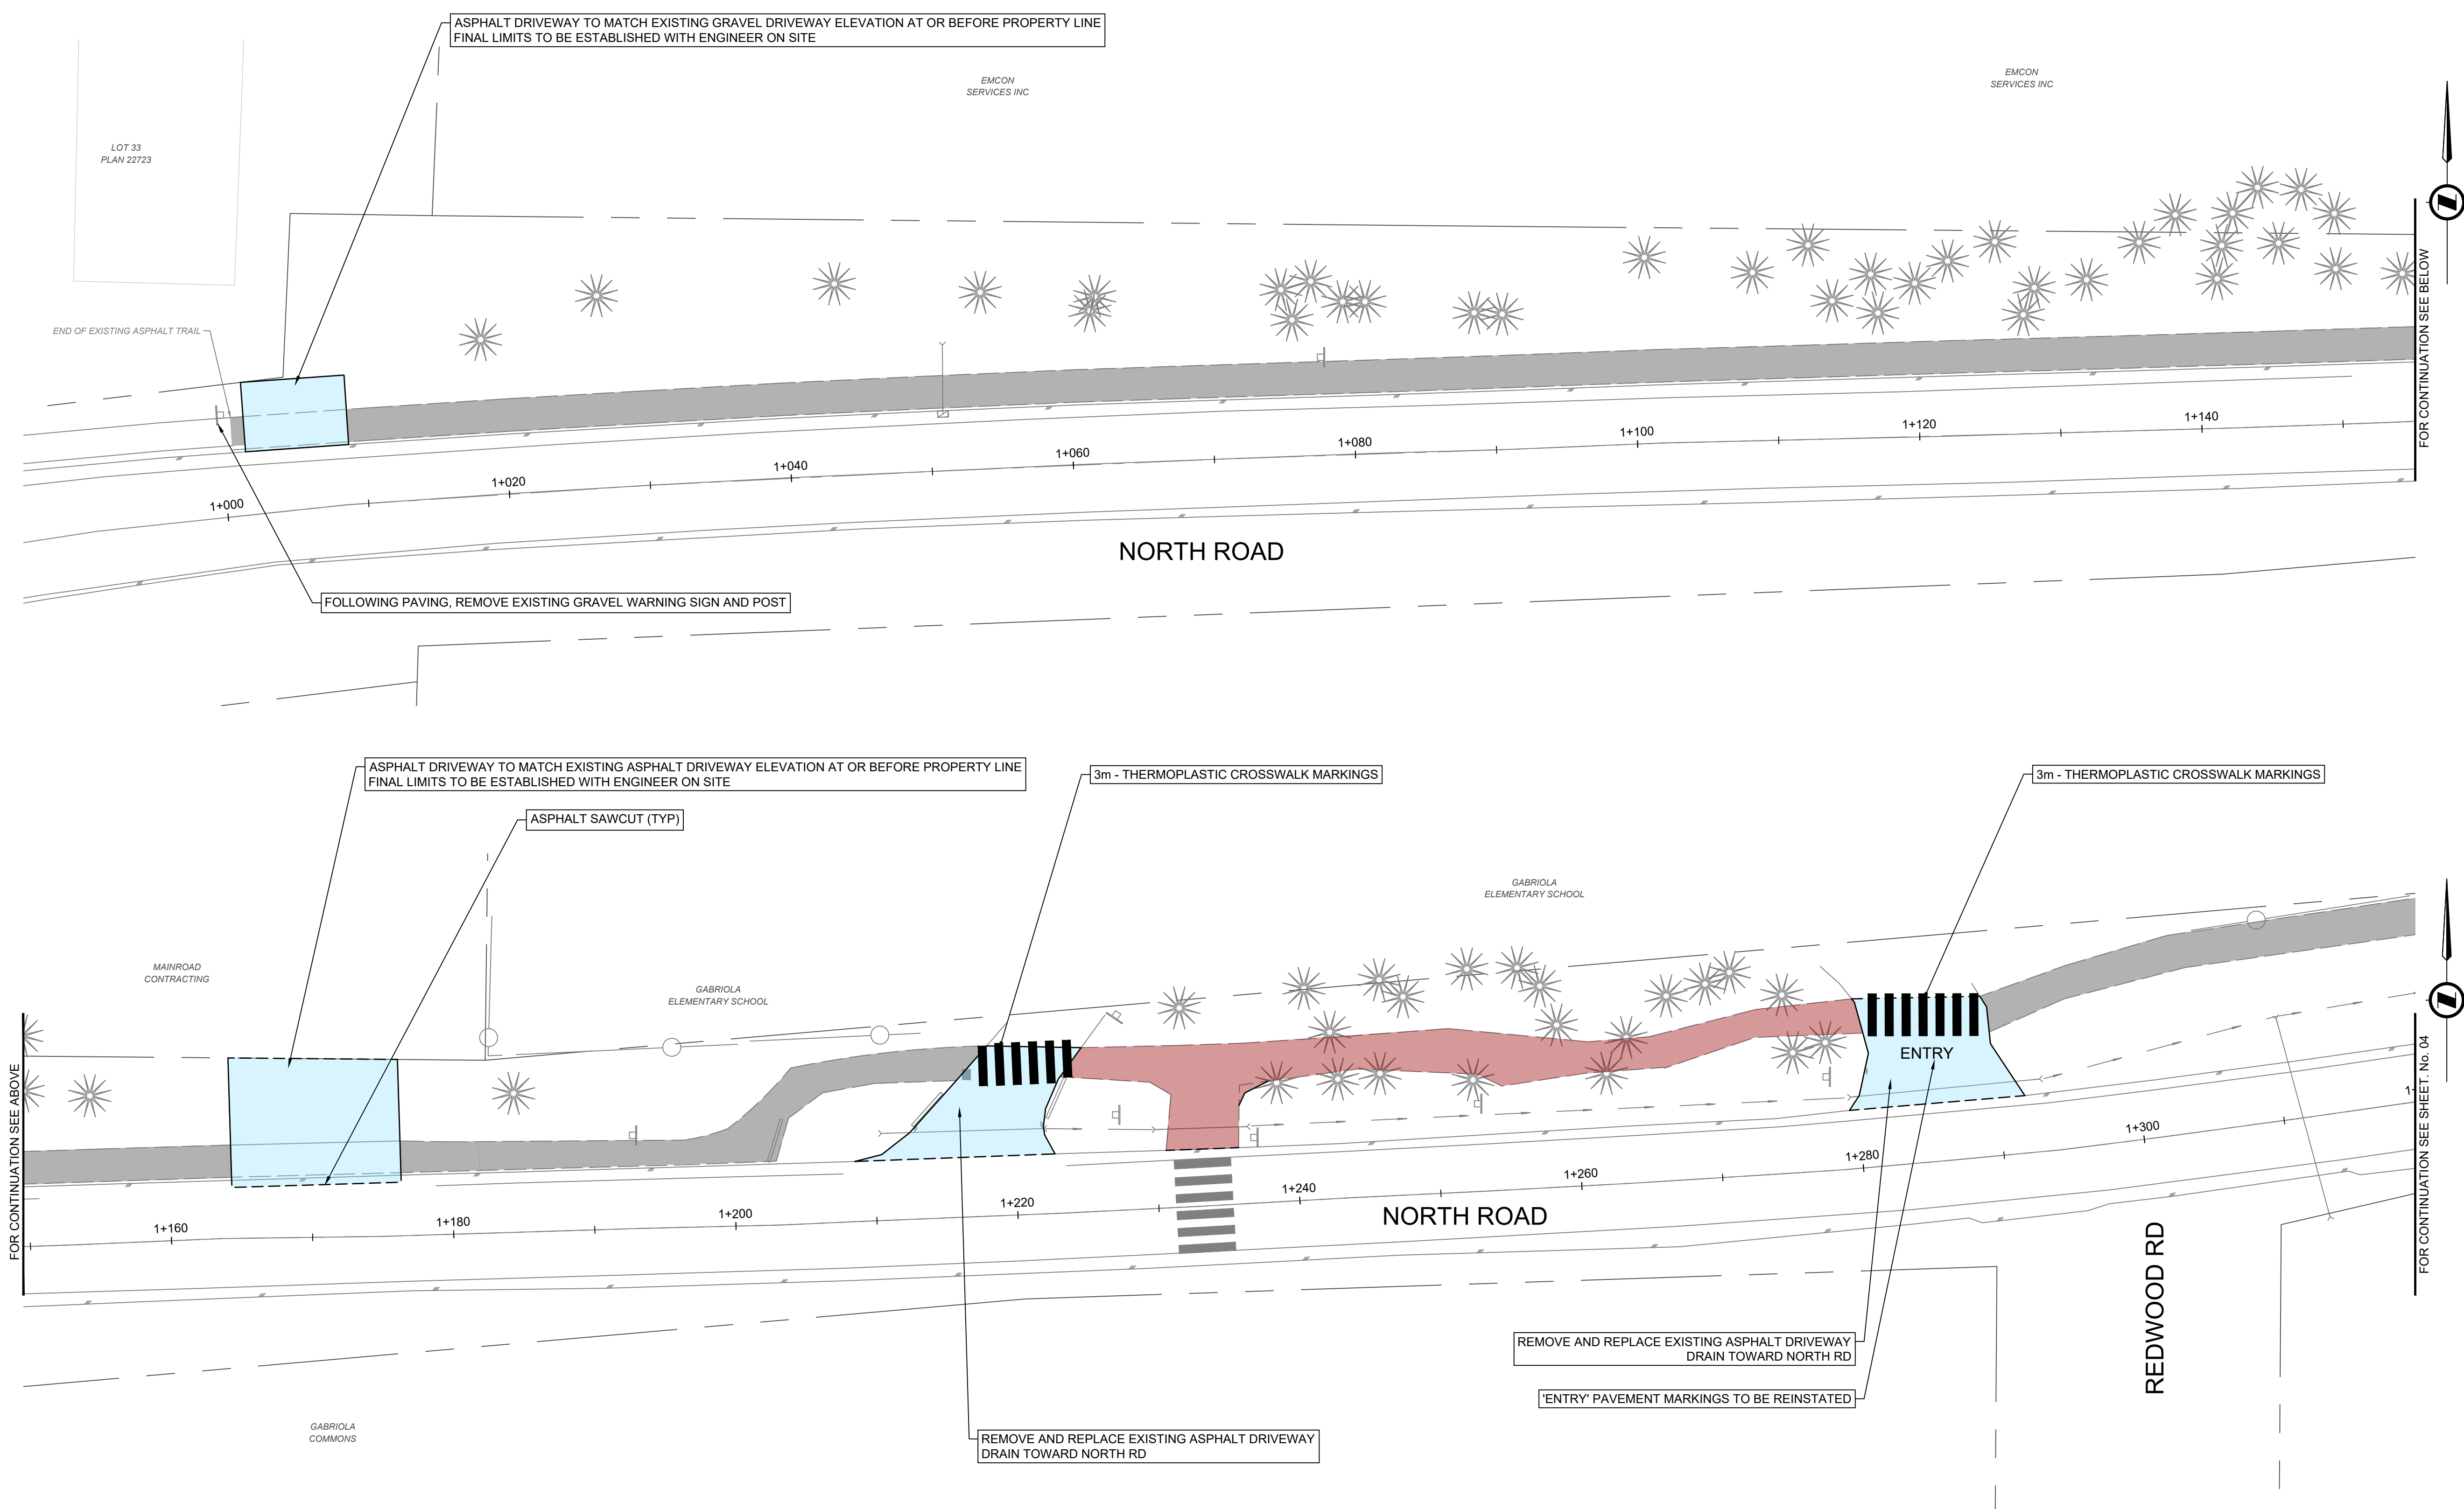 ASPHALT DRIVEWAY TO MATCH EXISTING GRAVEL DRIVEWAY ELEVATION AT OR BEFORE PROPERTY LINE
FINAL LIMITS TO BE ESTABLISHED WITH ENGINEER ON SITE
EMCON
SERVICES INC
EMCON
SERVICES INC
LOT 33
PLAN 22723
END OF EXISTING ASPHALT TRAIL
FOR CONTINUATION SEE BELOW
1+000
1+020
1+040
1+060
1+080
1+100
1+120
1+140
NORTH ROAD
FOLLOWING PAVING, REMOVE EXISTING GRAVEL WARNING SIGN AND POST
ASPHALT DRIVEWAY TO MATCH EXISTING ASPHALT DRIVEWAY ELEVATION AT OR BEFORE PROPERTY LINE
FINAL LIMITS TO BE ESTABLISHED WITH ENGINEER ON SITE
3m - THERMOPLASTIC CROSSWALK MARKINGS
3m - THERMOPLASTIC CROSSWALK MARKINGS
ASPHALT SAWCUT (TYP)
GABRIOLA
ELEMENTARY SCHOOL
MAINROAD
CONTRACTING
GABRIOLA
ELEMENTARY SCHOOL
ENTRY
FOR CONTINUATION SEE ABOVE
FOR CONTINUATION SEE SHEET. No. 04
1+160
1+180
1+200
1+220
1+240
1+260
1+280
1+300
1+
NORTH ROAD
REDWOOD RD
REMOVE AND REPLACE EXISTING ASPHALT DRIVEWAY
DRAIN TOWARD NORTH RD
'ENTRY' PAVEMENT MARKINGS TO BE REINSTATED
GABRIOLA
COMMONS
REMOVE AND REPLACE EXISTING ASPHALT DRIVEWAY
DRAIN TOWARD NORTH RD